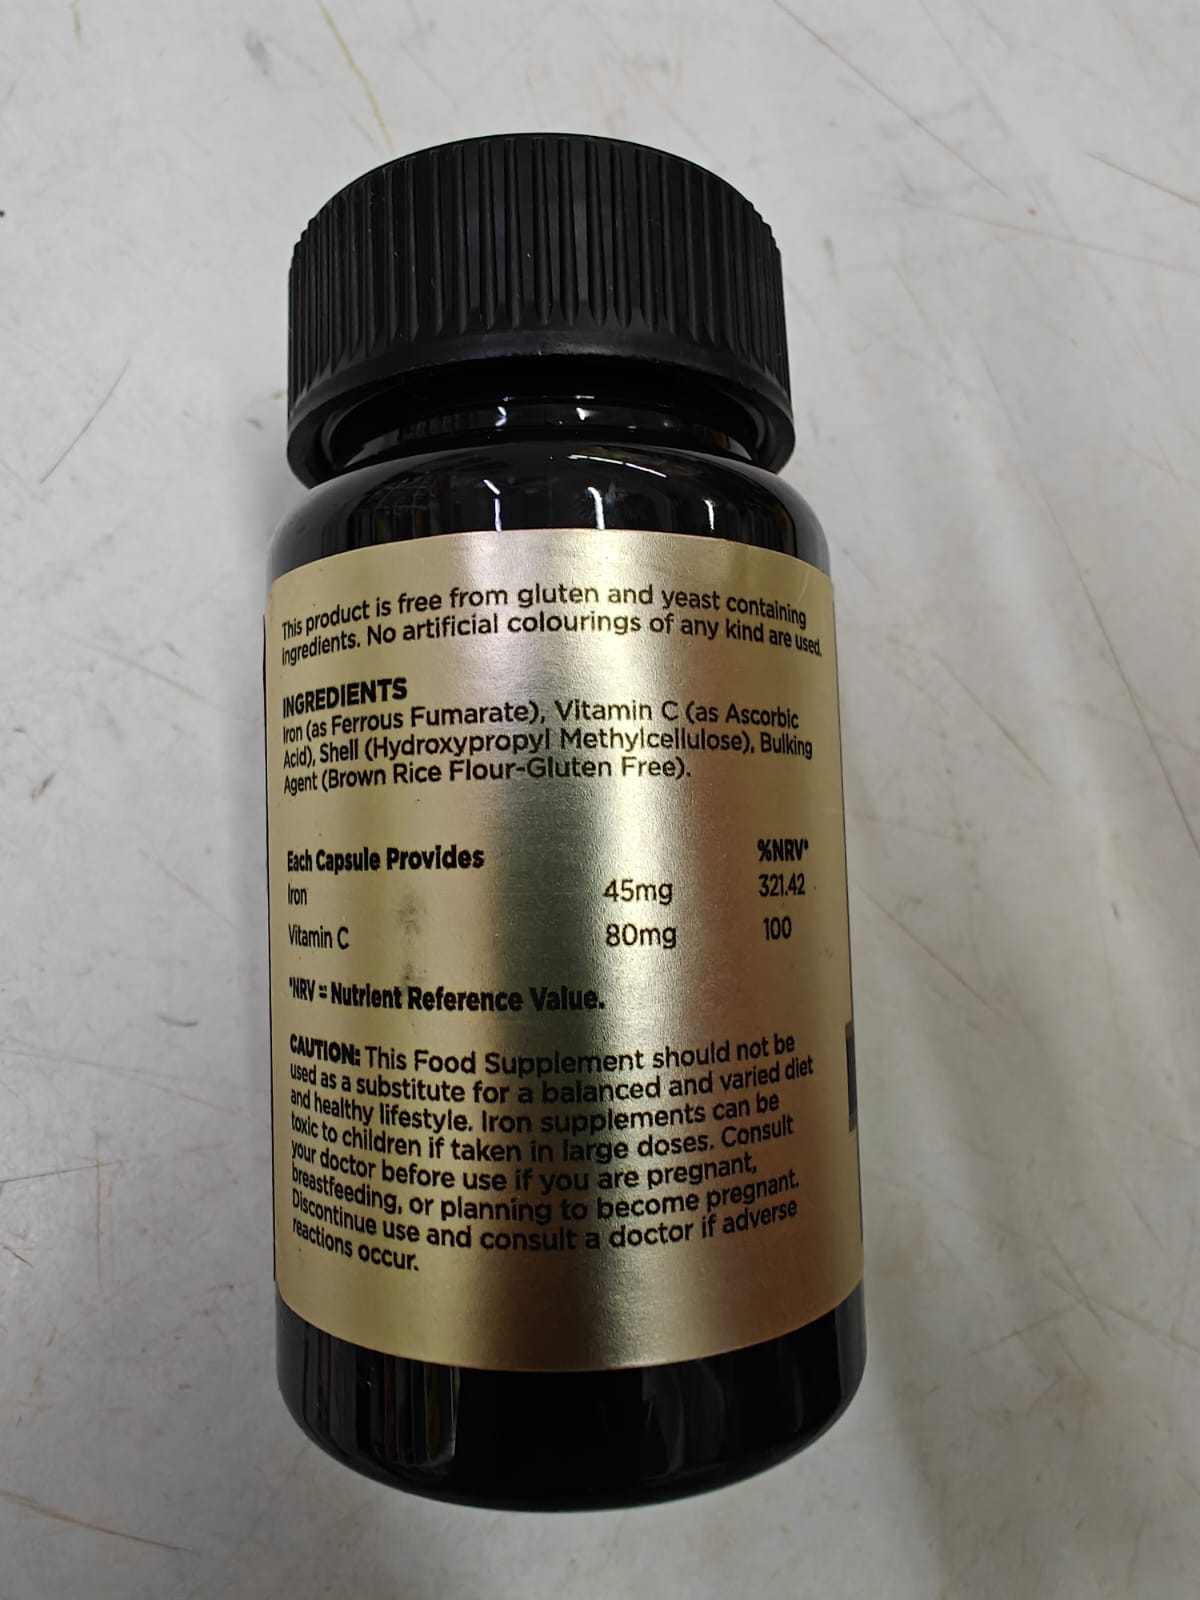 This product is free from gluten and yeast containing
ingredients. No artificial colourings of any kind are used.
INGREDIENTS
Iron (as Ferrous Fumarate), Vitamin C (as Ascorbic
Acid), Shell (Hydroxypropyl Methylcellulose), Bulking
Agent (Brown Rice Flour-Gluten Free).
Each Capsule Provides %NRV*
Iron 45mg 321.42
Vitamin C 80mg 100
*NRV = Nutrient Reference Value.
CAUTION: This Food Supplement should not be
used as a substitute for a balanced and varied diet
and healthy lifestyle. Iron supplements can be
toxic to children if taken in large doses. Consult
your doctor before use if you are pregnant,
breastfeeding, or planning to become pregnant.
Discontinue use and consult a doctor if adverse
reactions occur.